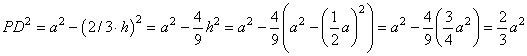 PD² = a² − (2/3·h)² = a² − 4/9 h² = a² − 4/9 (a² − (1/2 a)²) = a² − 4/9 (3/4 a²) = 2/3 a²